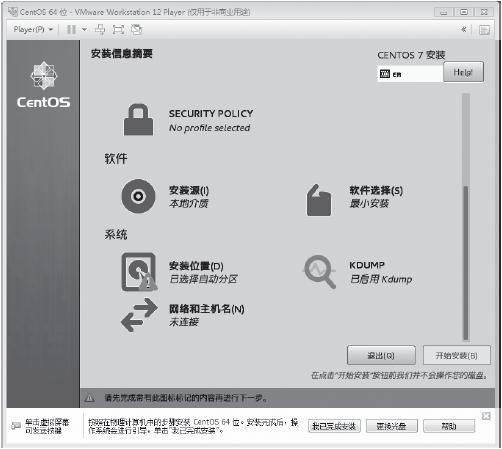 CentOS 64 位 - VMware Workstation 12 Player (仅用于非商业用途)
Player(P)
安装信息摘要
CENTOS 7 安装
en
Help!
CentOS
SECURITY POLICY
No profile selected
软件
安装源(I)
本地介质
软件选择(S)
最小安装
系统
安装位置(D)
已选择自动分区
KDUMP
已启用 Kdump
网络和主机名(N)
未连接
退出(Q)
开始安装(B)
在点击"开始安装"按钮前我们并不会操作您的磁盘。
请先完成带有此图标标记的内容再进行下一步。
单击虚拟屏幕
可发送按键
按照在物理计算机中的步骤安装 CentOS 64 位。安装完成后，操
作系统会进行引导，单击"我已完成安装"。
我已完成安装
更换光盘
帮助